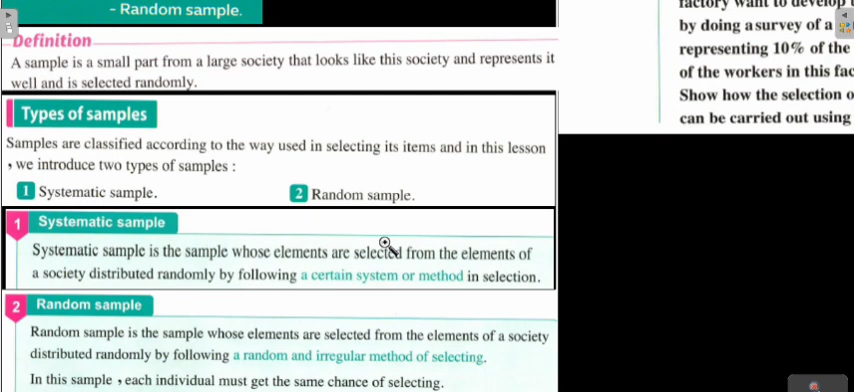 - Random sample.
Definition
A sample is a small part from a large society that looks like this society and represents it
well and is selected randomly.
Types of samples
Samples are classified according to the way used in selecting its items and in this lesson
, we introduce two types of samples :
1 Systematic sample.
2 Random sample.
1 Systematic sample
Systematic sample is the sample whose elements are selected from the elements of
a society distributed randomly by following a certain system or method in selection.
2 Random sample
Random sample is the sample whose elements are selected from the elements of a society
distributed randomly by following a random and irregular method of selecting.
In this sample , each individual must get the same chance of selecting.
factory want to develop
by doing a survey of a
representing 10% of the
of the workers in this fac
Show how the selection o
can be carried out using